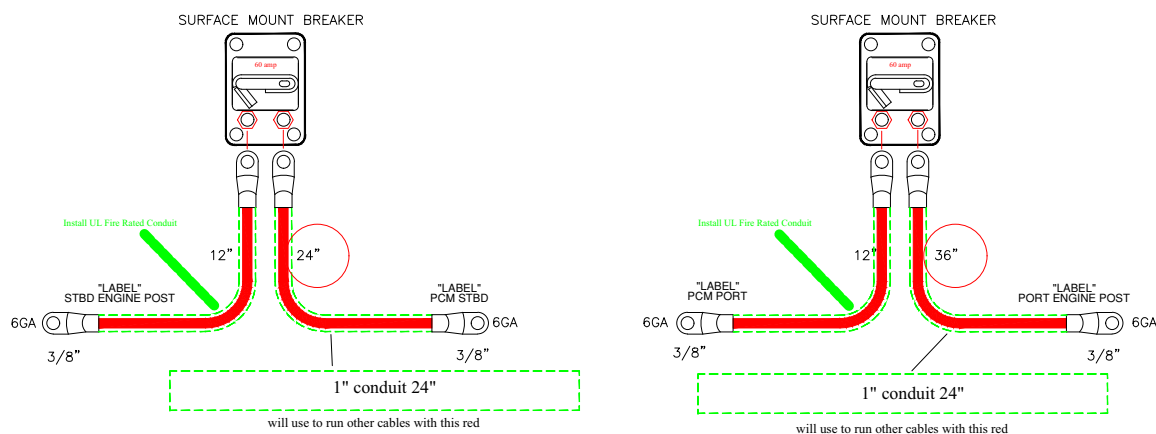 SURFACE MOUNT BREAKER
60 amp
Install UL Fire Rated Conduit
12”
24”
"LABEL"
STBD ENGINE POST
"LABEL"
PCM STBD
6GA
6GA
3/8”
3/8”
1" conduit 24"
will use to run other cables with this red
SURFACE MOUNT BREAKER
60 amp
Install UL Fire Rated Conduit
12”
36”
"LABEL"
PCM PORT
"LABEL"
PORT ENGINE POST
6GA
6GA
3/8”
3/8”
1" conduit 24"
will use to run other cables with this red